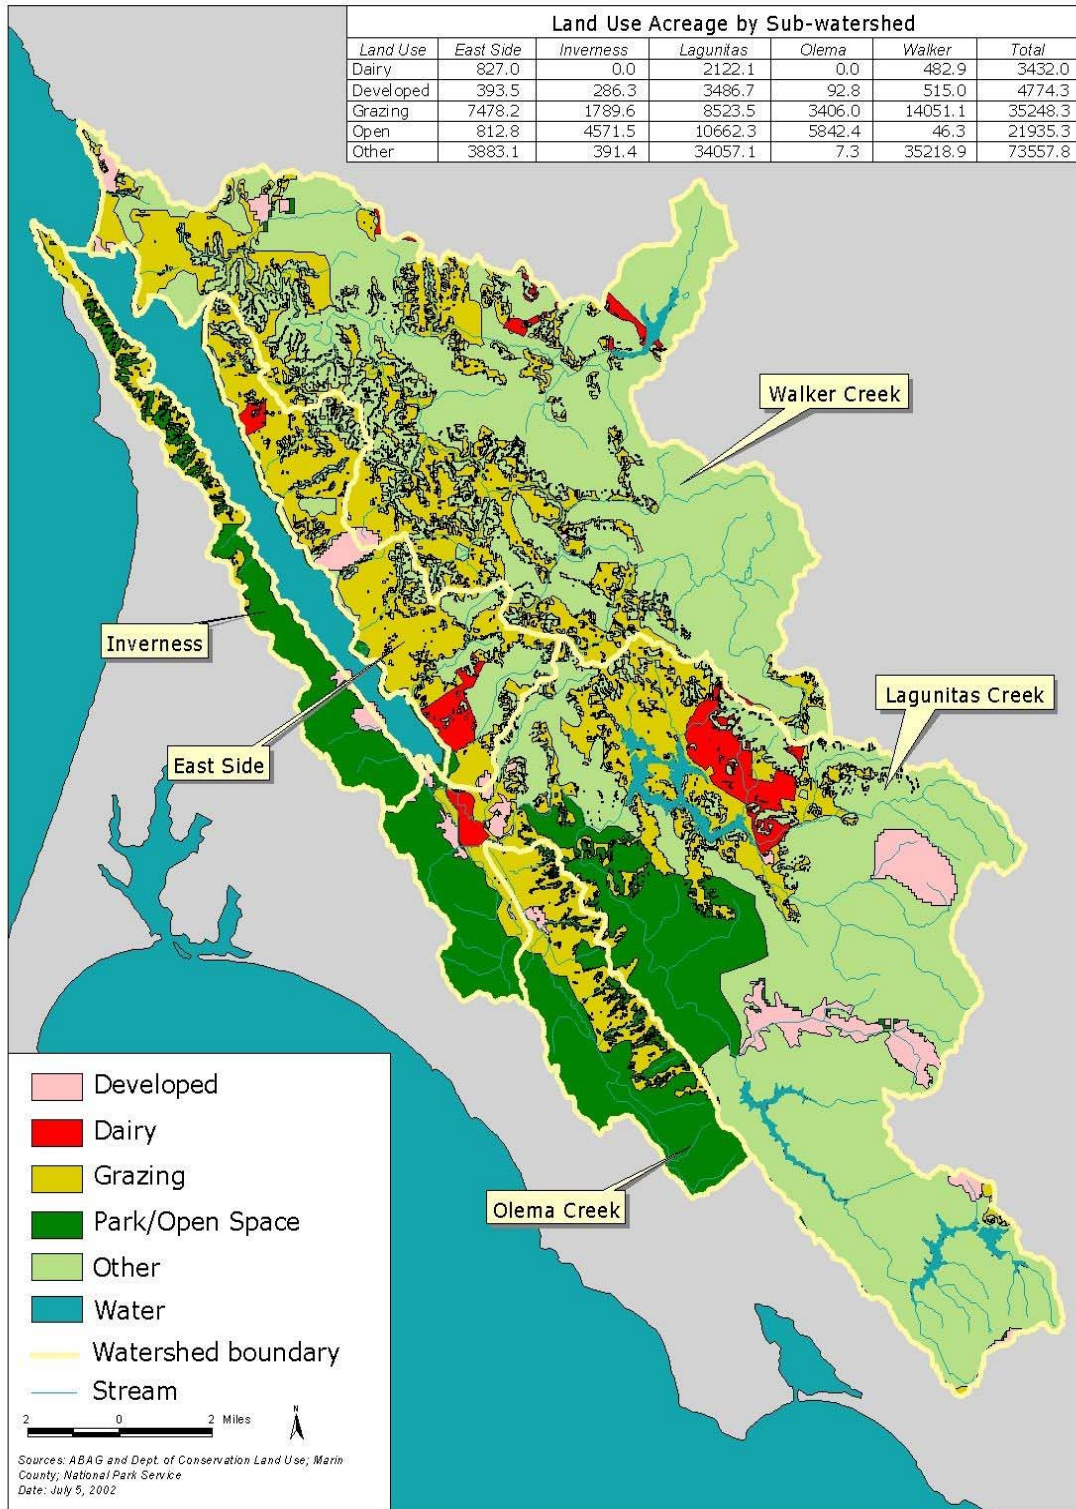 Land Use Acreage by Sub-watershed
Land Use East Side Inverness Lagunitas Olema Walker Total
Dairy 827.0 0.0 2122.1 0.0 482.9 3432.0
Developed 393.5 286.3 3486.7 92.8 515.0 4774.3
Grazing 7478.2 1789.6 8523.5 3406.0 14051.1 35248.3
Open 812.8 4571.5 10662.3 5842.4 46.3 21935.3
Other 3883.1 391.4 34057.1 7.3 35218.9 73557.8
Walker Creek
Inverness
Lagunitas Creek
East Side
Olema Creek
Developed
Dairy
Grazing
Park/Open Space
Other
Water
Watershed boundary
Stream
2 0 2 Miles
N
Sources: ABAG and Dept. of Conservation Land Use; Marin
County; National Park Service
Date: July 5, 2002